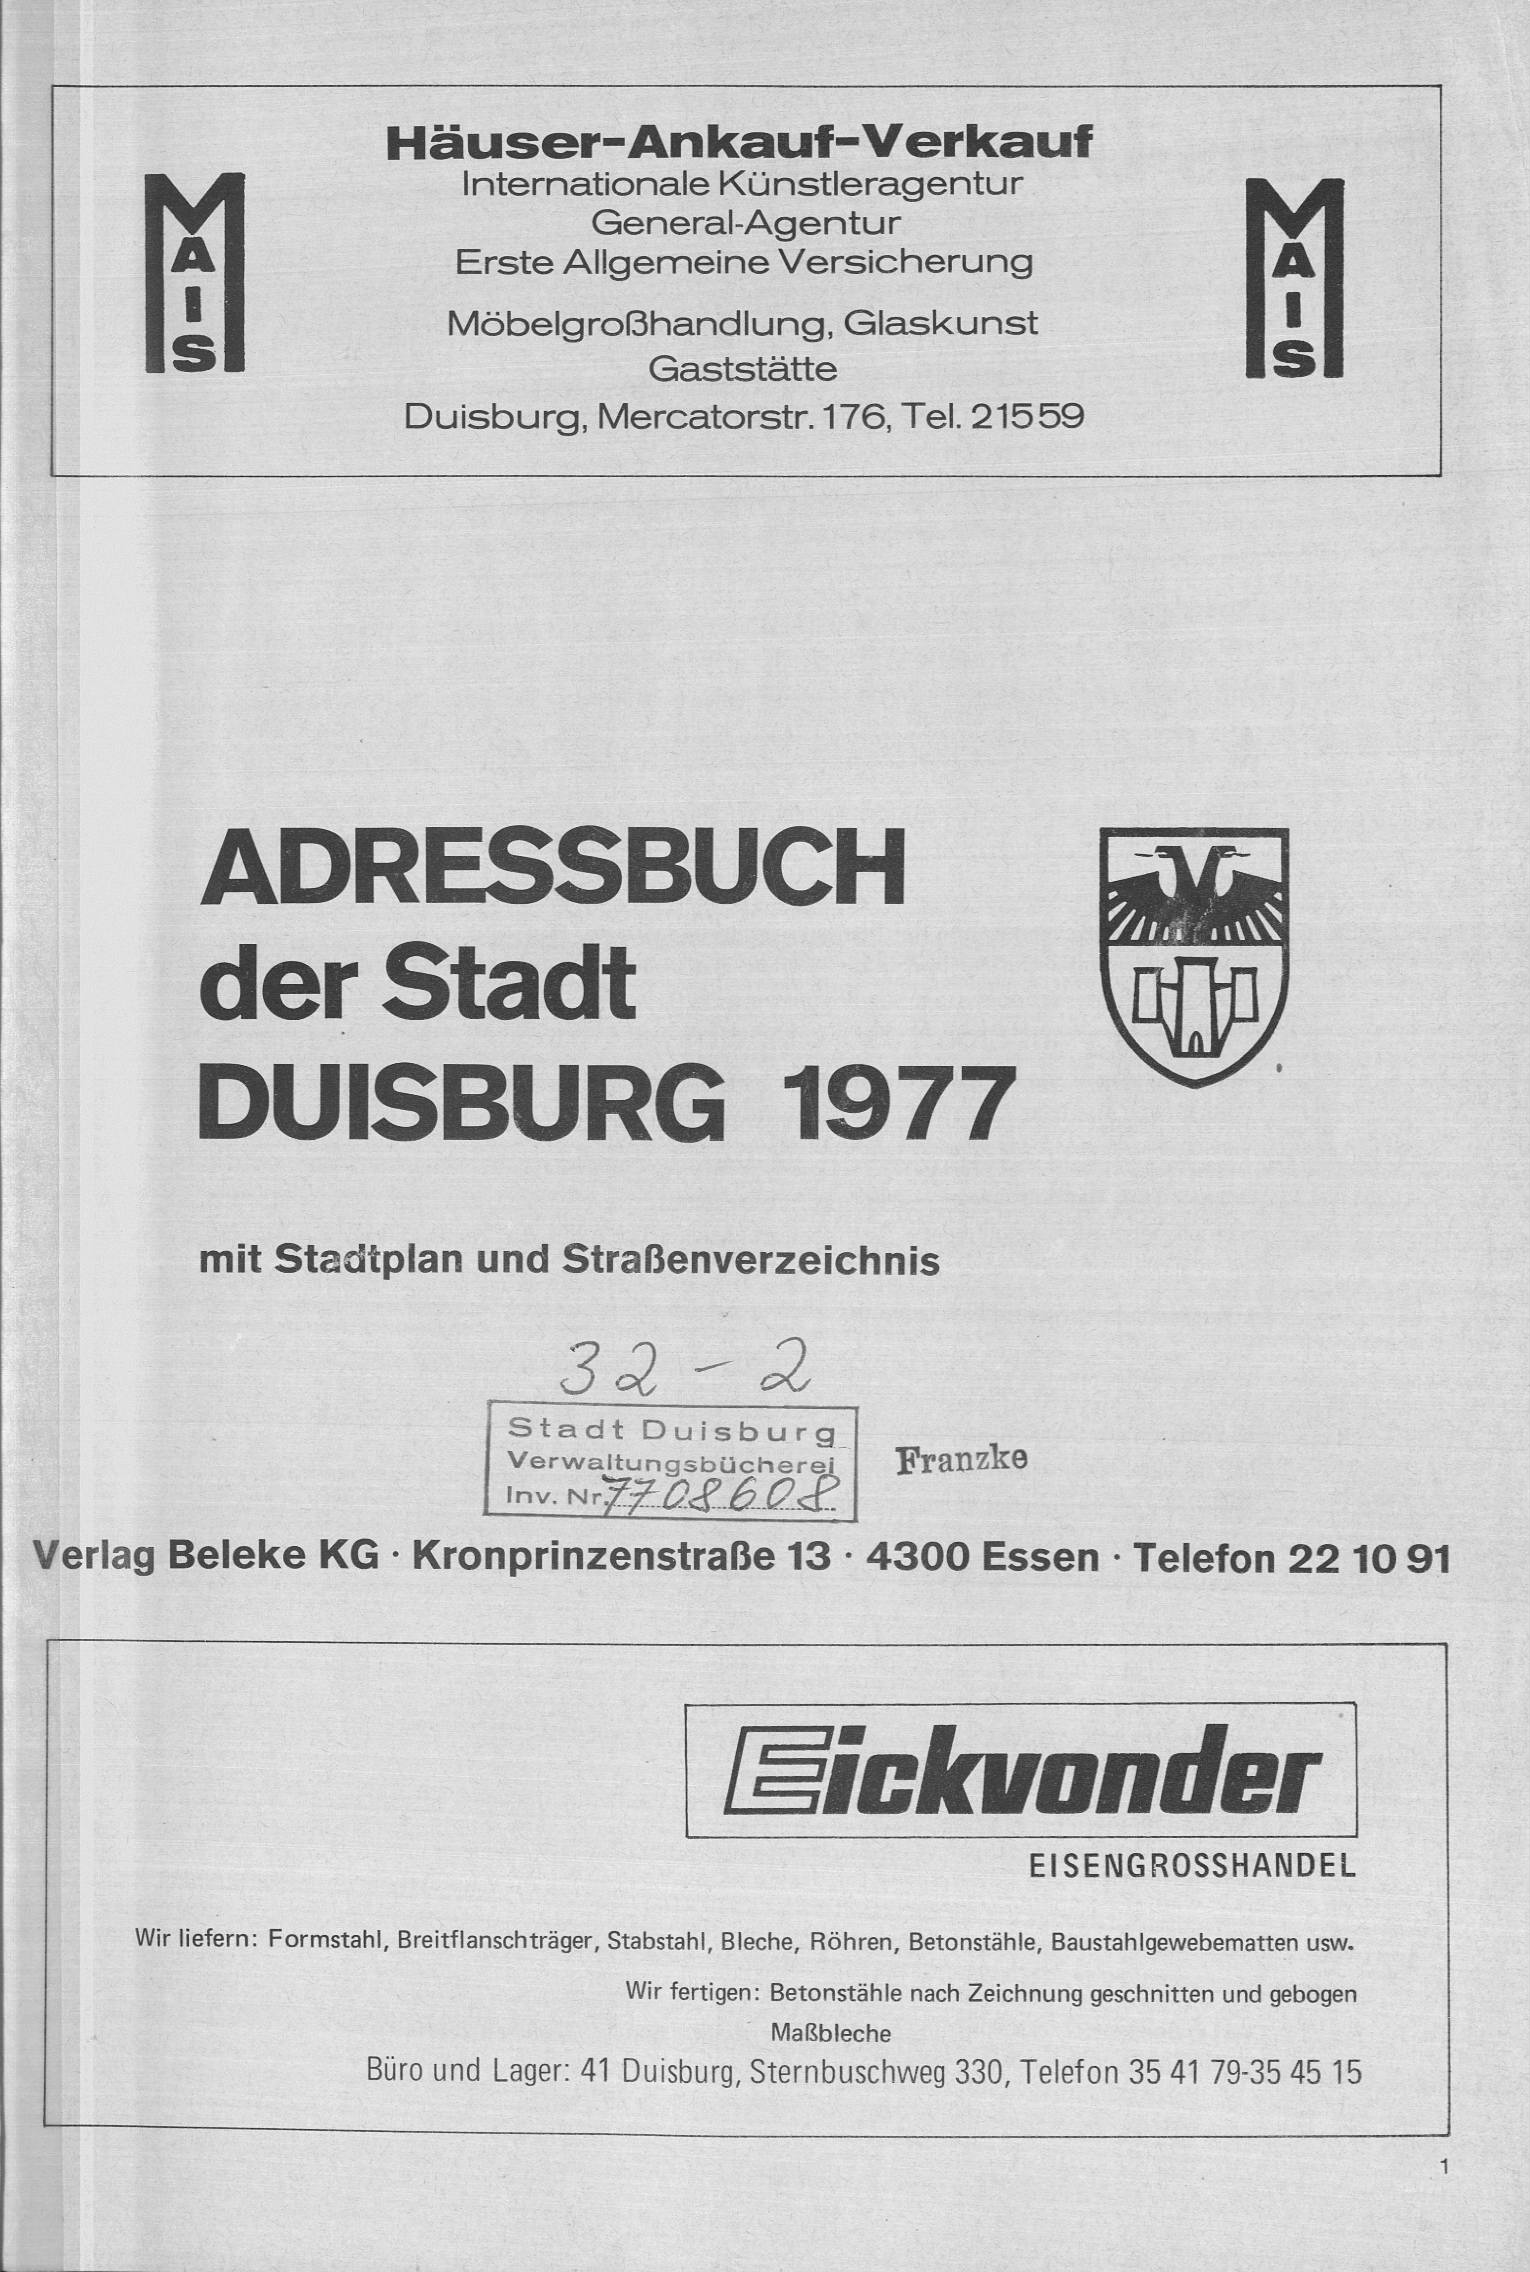 Häuser-Ankauf-Verkauf
Internationale Künstleragentur
General-Agentur
Erste Allgemeine Versicherung
Möbelgroßhandlung, Glaskunst
Gaststätte
Duisburg, Mercatorstr. 176, Tel. 21559
MAIS
MAIS
ADRESSBUCH
der Stadt
DUISBURG 1977
mit Stadtplan und Straßenverzeichnis
32 - 2
Stadt Duisburg
Verwaltungsbücherei
Inv. Nr. 7708608
Franzke
Verlag Beleke KG · Kronprinzenstraße 13 · 4300 Essen · Telefon 22 10 91
Eickvonder
EISENGROSSHANDEL
Wir liefern: Formstahl, Breitflanschträger, Stabstahl, Bleche, Röhren, Betonstähle, Baustahlgewebematten usw.
Wir fertigen: Betonstähle nach Zeichnung geschnitten und gebogen
Maßbleche
Büro und Lager: 41 Duisburg, Sternbuschweg 330, Telefon 35 41 79-35 45 15
1